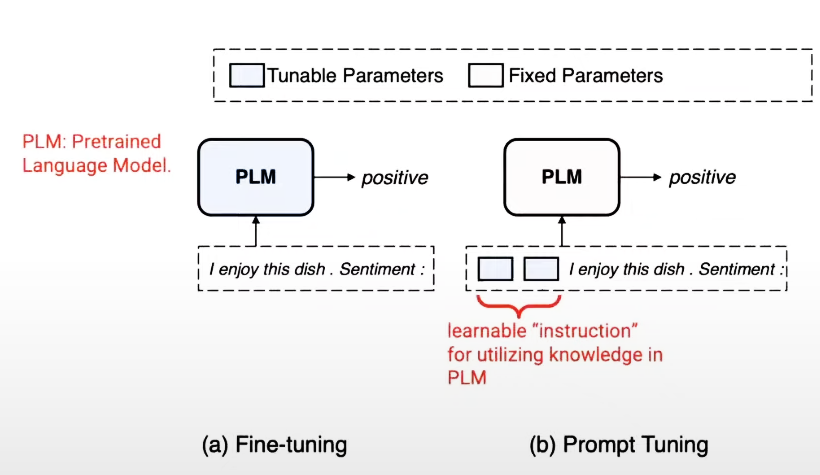 Tunable Parameters
Fixed Parameters
PLM: Pretrained
Language Model.
PLM
positive
I enjoy this dish . Sentiment :
(a) Fine-tuning
PLM
positive
I enjoy this dish . Sentiment :
learnable “instruction”
for utilizing knowledge in
PLM
(b) Prompt Tuning